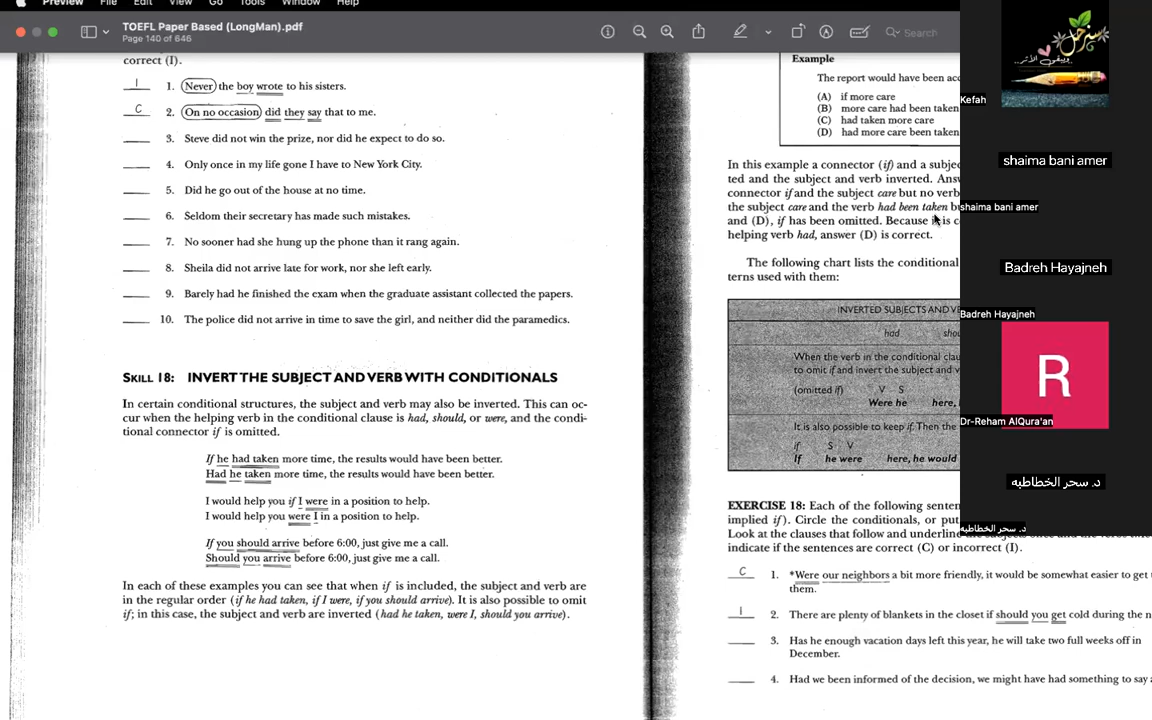 Preview File Edit View Go Tools Window Help
TOEFL Paper Based (LongMan).pdf
Page 140 of 646
Search
correct (I).
I 1. Never the boy wrote to his sisters.
C 2. On no occasion did they say that to me.
3. Steve did not win the prize, nor did he expect to do so.
4. Only once in my life gone I have to New York City.
5. Did he go out of the house at no time.
6. Seldom their secretary has made such mistakes.
7. No sooner had she hung up the phone than it rang again.
8. Sheila did not arrive late for work, nor she left early.
9. Barely had he finished the exam when the graduate assistant collected the papers.
10. The police did not arrive in time to save the girl, and neither did the paramedics.
SKILL 18: INVERT THE SUBJECT AND VERB WITH CONDITIONALS
In certain conditional structures, the subject and verb may also be inverted. This can oc-
cur when the helping verb in the conditional clause is had, should, or were, and the condi-
tional connector if is omitted.
If he had taken more time, the results would have been better.
Had he taken more time, the results would have been better.
I would help you if I were in a position to help.
I would help you were I in a position to help.
If you should arrive before 6:00, just give me a call.
Should you arrive before 6:00, just give me a call.
In each of these examples you can see that when if is included, the subject and verb are
in the regular order (if he had taken, if I were, if you should arrive). It is also possible to omit
if; in this case, the subject and verb are inverted (had he taken, were I, should you arrive).
Example
The report would have been acc
(A) if more care
(B) more care had been taken
(C) had taken more care
(D) had more care been taken
In this example a connector (if) and a subjec
ted and the subject and verb inverted. Ans
connector if and the subject care but no verb
the subject care and the verb had been taken b
and (D), if has been omitted. Because it is c
helping verb had, answer (D) is correct.
The following chart lists the conditional
terns used with them:
INVERTED SUBJECTS AND VE
had shou
When the verb in the conditional clau
to omit if and invert the subject and v
(omitted if) V S
Were he here,
It is also possible to keep if. Then the
if S V
If he were here, he would
EXERCISE 18: Each of the following senten
implied if). Circle the conditionals, or put
Look at the clauses that follow and underline
indicate if the sentences are correct (C) or incorrect (I).
C 1. *Were our neighbors a bit more friendly, it would be somewhat easier to get
them.
I 2. There are plenty of blankets in the closet if should you get cold during the n
3. Has he enough vacation days left this year, he will take two full weeks off in
December.
4. Had we been informed of the decision, we might have had something to say a
Kefah
shaima bani amer
shaima bani amer
Badreh Hayajneh
Badreh Hayajneh
R
Dr-Reham AlQura'an
د. سحر الخطاطبه
د. سحر الخطاطبه